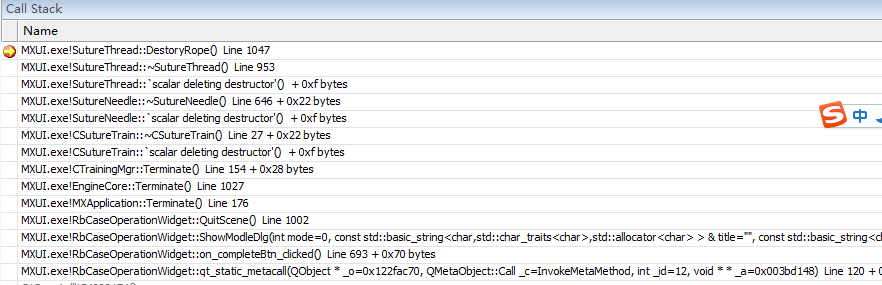 Call Stack
Name
MXUI.exe!SutureThread::DestoryRope() Line 1047
MXUI.exe!SutureThread::~SutureThread() Line 953
MXUI.exe!SutureThread::`scalar deleting destructor'() + 0xf bytes
MXUI.exe!SutureNeedle::~SutureNeedle() Line 646 + 0x22 bytes
MXUI.exe!SutureNeedle::`scalar deleting destructor'() + 0xf bytes
MXUI.exe!CSutureTrain::~CSutureTrain() Line 27 + 0x22 bytes
MXUI.exe!CSutureTrain::`scalar deleting destructor'() + 0xf bytes
MXUI.exe!CTrainingMgr::Terminate() Line 154 + 0x28 bytes
MXUI.exe!EngineCore::Terminate() Line 1027
MXUI.exe!MXApplication::Terminate() Line 176
MXUI.exe!RbCaseOperationWidget::QuitScene() Line 1002
MXUI.exe!RbCaseOperationWidget::ShowModleDlg(int mode=0, const std::basic_string<char,std::char_traits<char>,std::allocator<char> > & title="", const std::basic_string<
MXUI.exe!RbCaseOperationWidget::on_completeBtn_clicked() Line 693 + 0x70 bytes
MXUI.exe!RbCaseOperationWidget::qt_static_metacall(QObject * _o=0x122fac70, QMetaObject::Call _c=InvokeMetaMethod, int _id=12, void * * _a=0x003bd148) Line 120 +
S 中